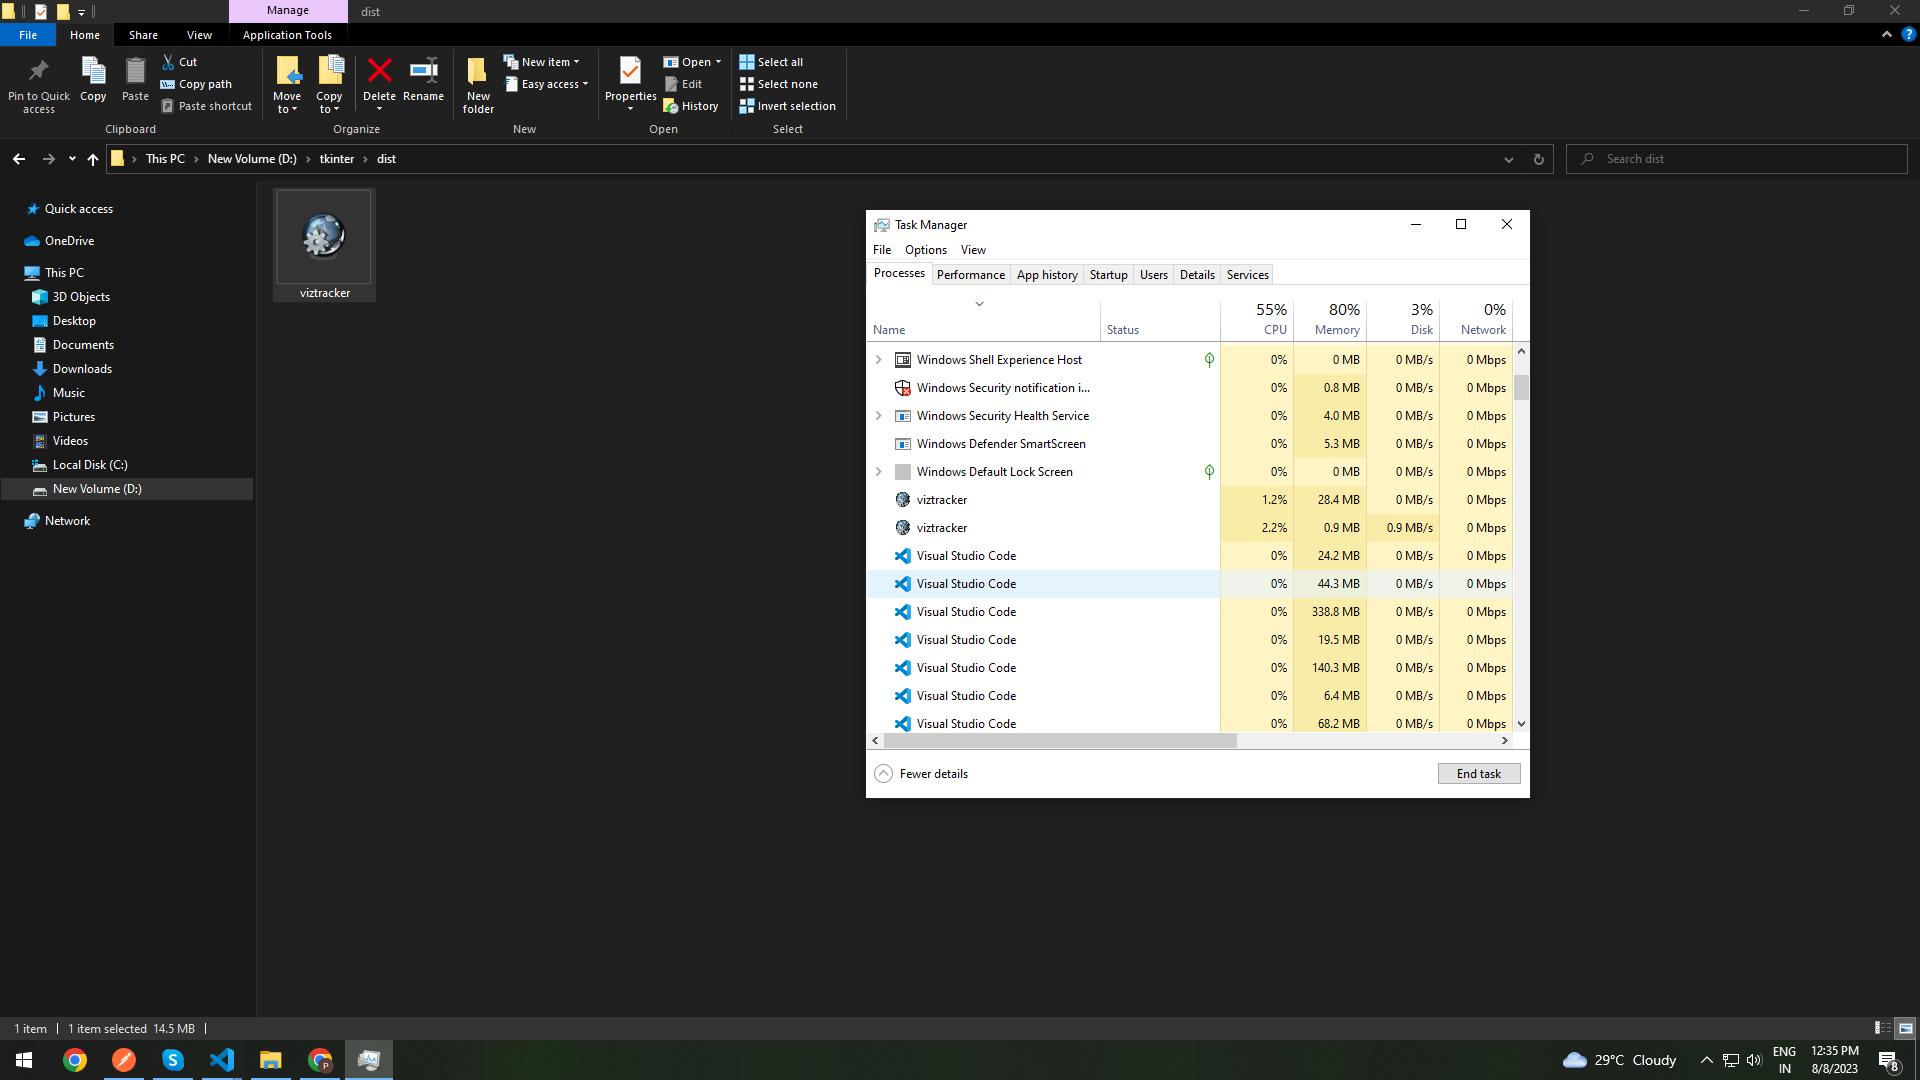 Manage
dist
File
Home
Share
View
Application Tools
Pin to Quick
access
Copy
Paste
Cut
Copy path
Paste shortcut
Clipboard
Move
to
Copy
to
Delete
Rename
Organize
New
folder
New item
Easy access
New
Properties
Open
Edit
History
Open
Select all
Select none
Invert selection
Select
This PC
New Volume (D:)
tkinter
dist
Search dist
Quick access
OneDrive
This PC
3D Objects
Desktop
Documents
Downloads
Music
Pictures
Videos
Local Disk (C:)
New Volume (D:)
Network
viztracker
Task Manager
File Options View
Processes Performance App history Startup Users Details Services
55% 80% 3% 0%
Name Status CPU Memory Disk Network
Windows Shell Experience Host 0% 0 MB 0 MB/s 0 Mbps
Windows Security notification i... 0% 0.8 MB 0 MB/s 0 Mbps
Windows Security Health Service 0% 4.0 MB 0 MB/s 0 Mbps
Windows Defender SmartScreen 0% 5.3 MB 0 MB/s 0 Mbps
Windows Default Lock Screen 0% 0 MB 0 MB/s 0 Mbps
viztracker 1.2% 28.4 MB 0 MB/s 0 Mbps
viztracker 2.2% 0.9 MB 0.9 MB/s 0 Mbps
Visual Studio Code 0% 24.2 MB 0 MB/s 0 Mbps
Visual Studio Code 0% 44.3 MB 0 MB/s 0 Mbps
Visual Studio Code 0% 338.8 MB 0 MB/s 0 Mbps
Visual Studio Code 0% 19.5 MB 0 MB/s 0 Mbps
Visual Studio Code 0% 140.3 MB 0 MB/s 0 Mbps
Visual Studio Code 0% 6.4 MB 0 MB/s 0 Mbps
Visual Studio Code 0% 68.2 MB 0 MB/s 0 Mbps
Fewer details
End task
1 item
1 item selected 14.5 MB
P
29°C Cloudy
ENG
IN
12:35 PM
8/8/2023
8